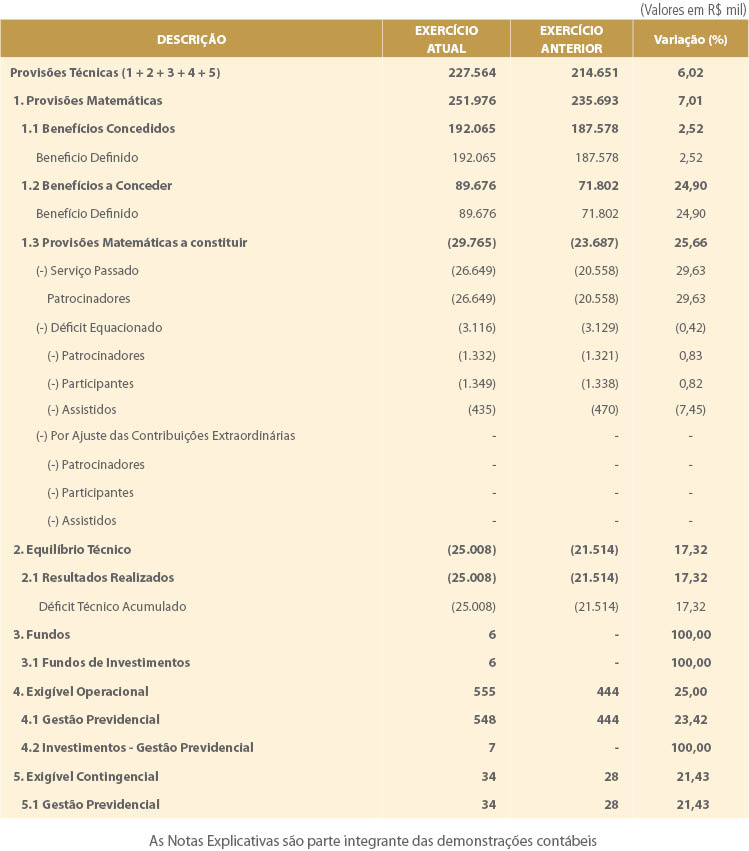 (Valores em R$ mil)
DESCRIÇÃO EXERCÍCIO ATUAL EXERCÍCIO ANTERIOR Variação (%)
Provisões Técnicas (1 + 2 + 3 + 4 + 5) 227.564 214.651 6,02
1. Provisões Matemáticas 251.976 235.693 7,01
1.1 Benefícios Concedidos 192.065 187.578 2,52
Beneficio Definido 192.065 187.578 2,52
1.2 Benefícios a Conceder 89.676 71.802 24,90
Benefício Definido 89.676 71.802 24,90
1.3 Provisões Matemáticas a constituir (29.765) (23.687) 25,66
(-) Serviço Passado (26.649) (20.558) 29,63
Patrocinadores (26.649) (20.558) 29,63
(-) Déficit Equacionado (3.116) (3.129) (0,42)
(-) Patrocinadores (1.332) (1.321) 0,83
(-) Participantes (1.349) (1.338) 0,82
(-) Assistidos (435) (470) (7,45)
(-) Por Ajuste das Contribuições Extraordinárias - - -
(-) Patrocinadores - - -
(-) Participantes - - -
(-) Assistidos - - -
2. Equilíbrio Técnico (25.008) (21.514) 17,32
2.1 Resultados Realizados (25.008) (21.514) 17,32
Déficit Técnico Acumulado (25.008) (21.514) 17,32
3. Fundos 6 - 100,00
3.1 Fundos de Investimentos 6 - 100,00
4. Exigível Operacional 555 444 25,00
4.1 Gestão Previdencial 548 444 23,42
4.2 Investimentos - Gestão Previdencial 7 - 100,00
5. Exigível Contingencial 34 28 21,43
5.1 Gestão Previdencial 34 28 21,43
As Notas Explicativas são parte integrante das demonstrações contábeis